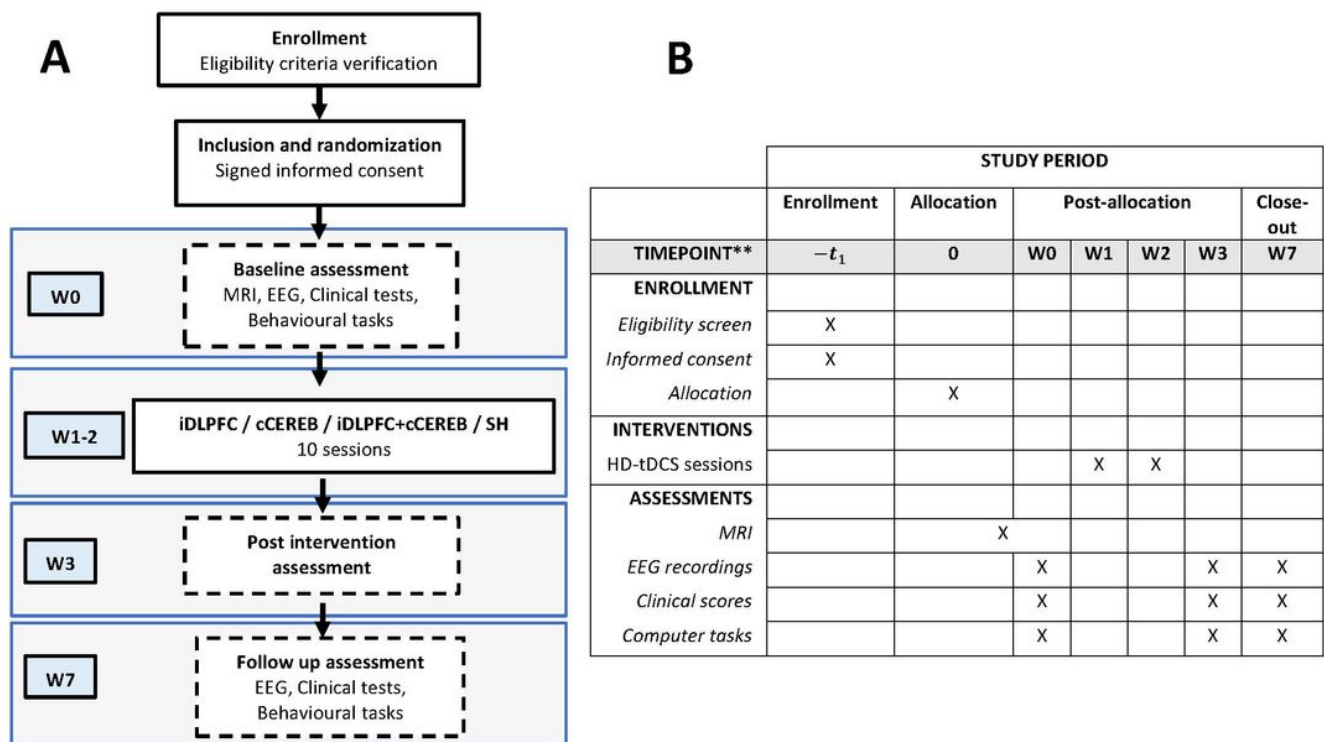 A
Enrollment
Eligibility criteria verification
Inclusion and randomization
Signed informed consent
W0
Baseline assessment
MRI, EEG, Clinical tests,
Behavioural tasks
W1-2
iDLPFC / cCEREB / iDLPFC+cCEREB / SH
10 sessions
W3
Post intervention
assessment
W7
Follow up assessment
EEG, Clinical tests,
Behavioural tasks
B
STUDY PERIOD
Enrollment Allocation Post-allocation Close-
out
TIMEPOINT** −t₁ 0 W0 W1 W2 W3 W7
ENROLLMENT
Eligibility screen X
Informed consent X
Allocation X
INTERVENTIONS
HD-tDCS sessions X X
ASSESSMENTS
MRI X
EEG recordings X X X
Clinical scores X X X
Computer tasks X X X